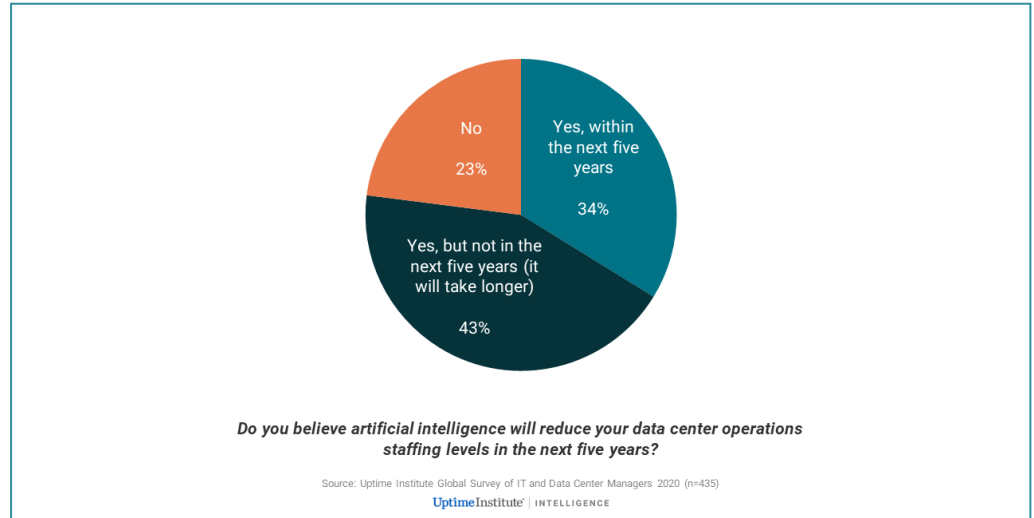 No
23%
Yes, within
the next five
years
34%
Yes, but not in the
next five years (it
will take longer)
43%
Do you believe artificial intelligence will reduce your data center operations
staffing levels in the next five years?
Source: Uptime Institute Global Survey of IT and Data Center Managers 2020 (n=435)
UptimeInstitute® | INTELLIGENCE